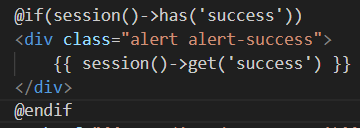 @if(session()->has('success'))
<div class="alert alert-success">
    {{ session()->get('success') }}
</div>
@endif